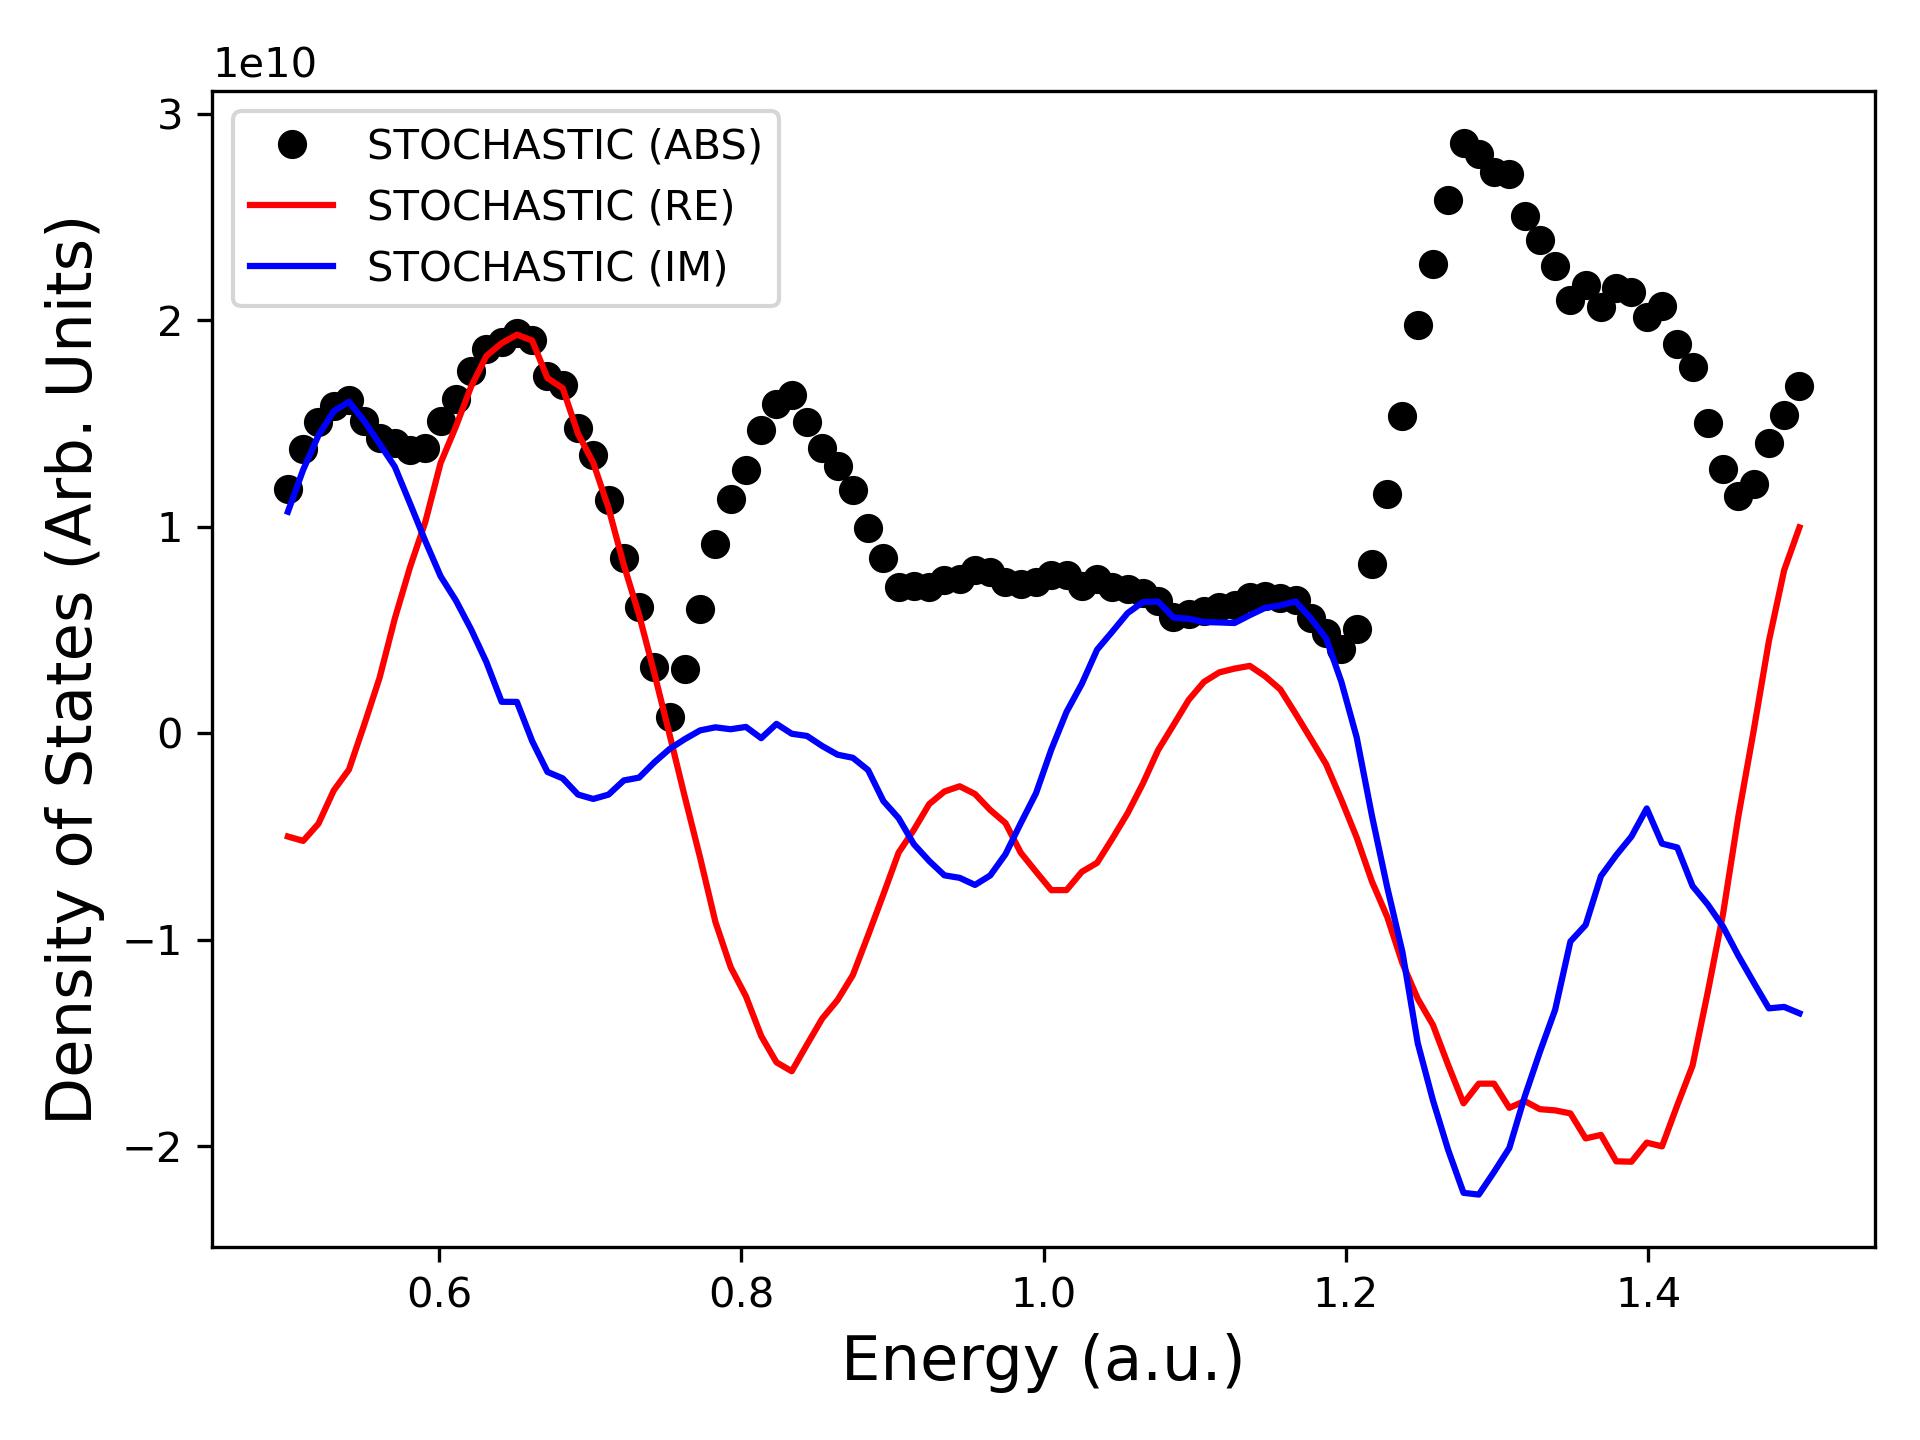 1e10
3
2
1
0
−1
−2
Density of States (Arb. Units)
STOCHASTIC (ABS)
STOCHASTIC (RE)
STOCHASTIC (IM)
0.6 0.8 1.0 1.2 1.4
Energy (a.u.)